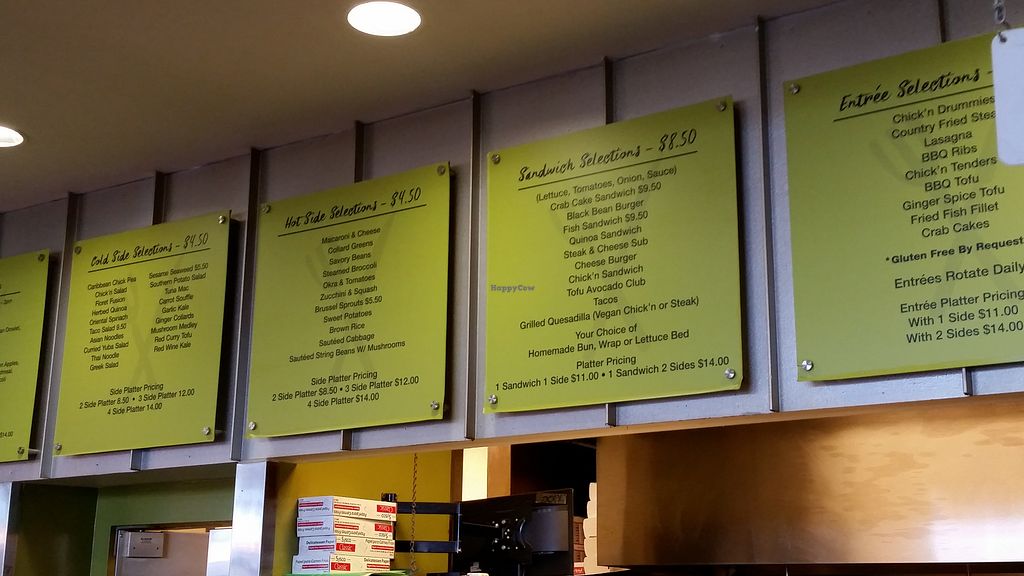 Cold Side Selections - $4.50
Caribbean Chick Pea
Chick'n Salad
Floret Fusion
Herbed Quinoa
Oriental Spinach
Taco Salad 9.50
Asian Noodles
Curried Yuba Salad
Thai Noodle
Greek Salad
Sesame Seaweed $5.50
Southern Potato Salad
Tuna Mac
Carrot Souffle
Garlic Kale
Ginger Collards
Mushroom Medley
Red Curry Tofu
Red Wine Kale
Side Platter Pricing
2 Side Platter 8.50 • 3 Side Platter 12.00
4 Side Platter 14.00
Hot Side Selections - $4.50
Macaroni & Cheese
Collard Greens
Savory Beans
Steamed Broccoli
Okra & Tomatoes
Zucchini & Squash
Brussel Sprouts $5.50
Sweet Potatoes
Brown Rice
Sautéed Cabbage
Sautéed String Beans W/ Mushrooms
Side Platter Pricing
2 Side Platter $8.50 • 3 Side Platter $12.00
4 Side Platter $14.00
Sandwich Selections - $8.50
(Lettuce, Tomatoes, Onion, Sauce)
Crab Cake Sandwich $9.50
Black Bean Burger
Fish Sandwich $9.50
Quinoa Sandwich
Steak & Cheese Sub
Cheese Burger
Chick'n Sandwich
Tofu Avocado Club
Tacos
Grilled Quesadilla (Vegan Chick'n or Steak)
Your Choice of
Homemade Bun, Wrap or Lettuce Bed
Platter Pricing
1 Sandwich 1 Side $11.00 • 1 Sandwich 2 Sides $14.00
Entrée Selections -
Chick'n Drummies
Country Fried Stea
Lasagna
BBQ Ribs
Chick'n Tenders
BBQ Tofu
Ginger Spice Tofu
Fried Fish Fillet
Crab Cakes
*Gluten Free By Request
Entrées Rotate Daily
Entrée Platter Pricing
With 1 Side $11.00
With 2 Sides $14.00
HappyCow
$14.00
Sysco
Classic
Delicatessen Paper